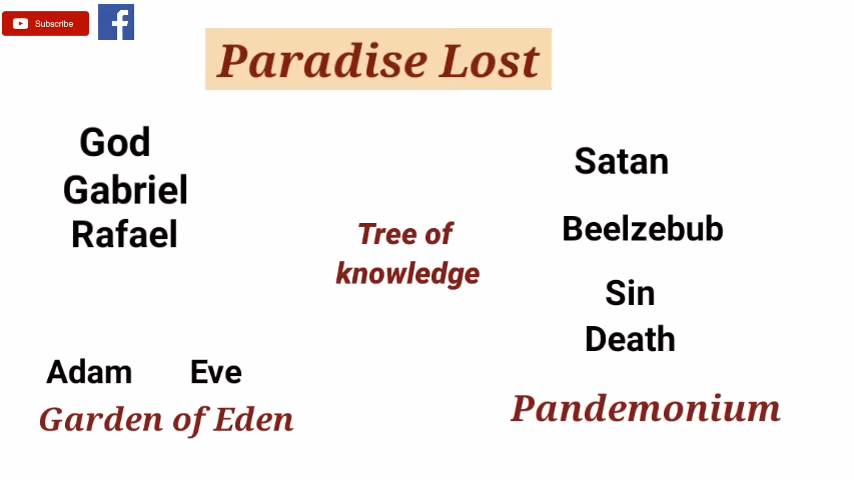 Subscribe
Paradise Lost
God
Gabriel
Rafael
Satan
Beelzebub
Tree of
knowledge
Sin
Death
Adam Eve
Garden of Eden
Pandemonium